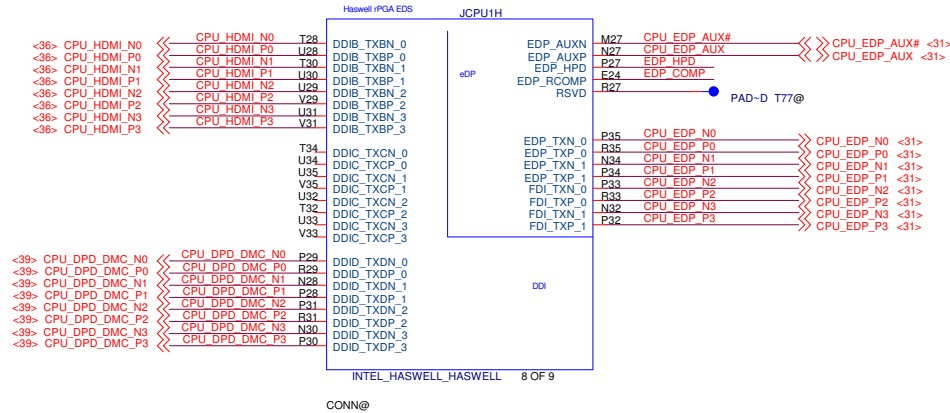 Haswell rPGA EDS
JCPU1H
<36> CPU_HDMI_N0 CPU_HDMI_N0 T28 DDIB_TXBN_0
<36> CPU_HDMI_P0 CPU_HDMI_P0 U28 DDIB_TXBP_0
<36> CPU_HDMI_N1 CPU_HDMI_N1 T30 DDIB_TXBN_1
<36> CPU_HDMI_P1 CPU_HDMI_P1 U30 DDIB_TXBP_1
<36> CPU_HDMI_N2 CPU_HDMI_N2 U29 DDIB_TXBN_2
<36> CPU_HDMI_P2 CPU_HDMI_P2 V29 DDIB_TXBP_2
<36> CPU_HDMI_N3 CPU_HDMI_N3 U31 DDIB_TXBN_3
<36> CPU_HDMI_P3 CPU_HDMI_P3 V31 DDIB_TXBP_3
T34 DDIC_TXCN_0
U34 DDIC_TXCP_0
U35 DDIC_TXCN_1
V35 DDIC_TXCP_1
U32 DDIC_TXCN_2
T32 DDIC_TXCP_2
U33 DDIC_TXCN_3
V33 DDIC_TXCP_3
<39> CPU_DPD_DMC_N0 CPU_DPD_DMC_N0 P29 DDID_TXDN_0
<39> CPU_DPD_DMC_P0 CPU_DPD_DMC_P0 R29 DDID_TXDP_0
<39> CPU_DPD_DMC_N1 CPU_DPD_DMC_N1 N28 DDID_TXDN_1
<39> CPU_DPD_DMC_P1 CPU_DPD_DMC_P1 P28 DDID_TXDP_1
<39> CPU_DPD_DMC_N2 CPU_DPD_DMC_N2 P31 DDID_TXDN_2
<39> CPU_DPD_DMC_P2 CPU_DPD_DMC_P2 R31 DDID_TXDP_2
<39> CPU_DPD_DMC_N3 CPU_DPD_DMC_N3 N30 DDID_TXDN_3
<39> CPU_DPD_DMC_P3 CPU_DPD_DMC_P3 P30 DDID_TXDP_3
eDP
EDP_AUXN M27 CPU_EDP_AUX# CPU_EDP_AUX# <31>
EDP_AUXP N27 CPU_EDP_AUX CPU_EDP_AUX <31>
EDP_HPD P27 EDP_HPD
EDP_RCOMP E24 EDP_COMP
RSVD R27 PAD~D T77@
EDP_TXN_0 P35 CPU_EDP_N0 CPU_EDP_N0 <31>
EDP_TXP_0 R35 CPU_EDP_P0 CPU_EDP_P0 <31>
EDP_TXN_1 N34 CPU_EDP_N1 CPU_EDP_N1 <31>
EDP_TXP_1 P34 CPU_EDP_P1 CPU_EDP_P1 <31>
FDI_TXN_0 P33 CPU_EDP_N2 CPU_EDP_N2 <31>
FDI_TXP_0 R33 CPU_EDP_P2 CPU_EDP_P2 <31>
FDI_TXN_1 N32 CPU_EDP_N3 CPU_EDP_N3 <31>
FDI_TXP_1 P32 CPU_EDP_P3 CPU_EDP_P3 <31>
DDI
INTEL_HASWELL_HASWELL 8 OF 9
CONN@